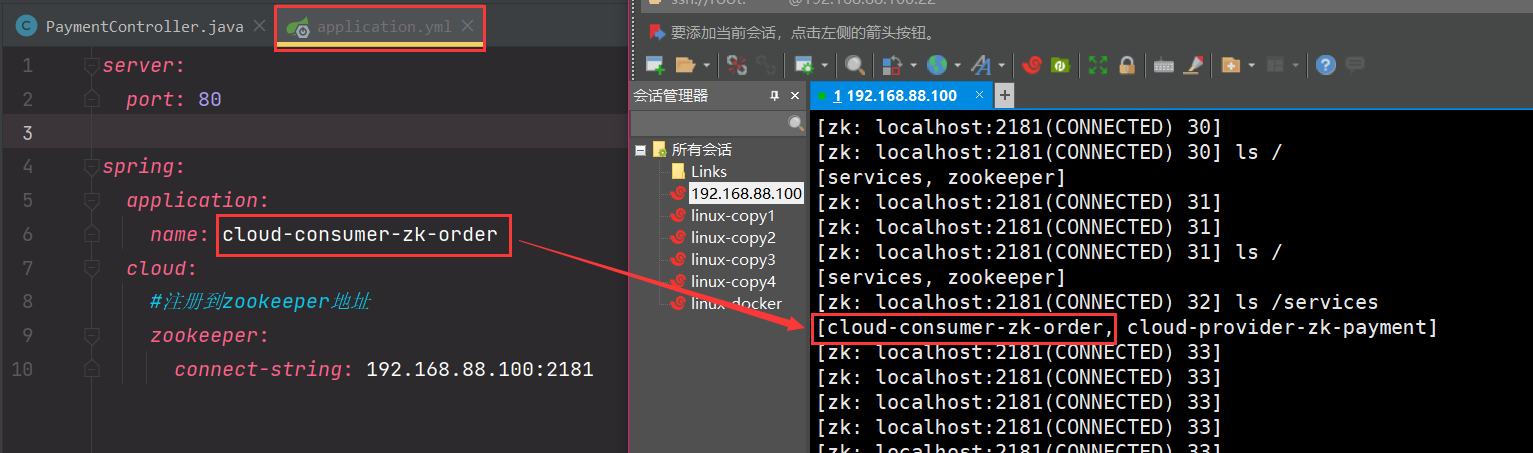 PaymentController.java
application.yml
1 server:
2 port: 80
3
4 spring:
5 application:
6 name: cloud-consumer-zk-order
7 cloud:
8 #注册到zookeeper地址
9 zookeeper:
10 connect-string: 192.168.88.100:2181
要添加当前会话，点击左侧的箭头按钮。
会话管理器
所有会话
Links
192.168.88.100
linux-copy1
linux-copy2
linux-copy3
linux-copy4
linux-docker
1 192.168.88.100
[zk: localhost:2181(CONNECTED) 30]
[zk: localhost:2181(CONNECTED) 30] ls /
[services, zookeeper]
[zk: localhost:2181(CONNECTED) 31]
[zk: localhost:2181(CONNECTED) 31]
[zk: localhost:2181(CONNECTED) 31] ls /
[services, zookeeper]
[zk: localhost:2181(CONNECTED) 32] ls /services
[cloud-consumer-zk-order, cloud-provider-zk-payment]
[zk: localhost:2181(CONNECTED) 33]
[zk: localhost:2181(CONNECTED) 33]
[zk: localhost:2181(CONNECTED) 33]
[zk: localhost:2181(CONNECTED) 33]
[zk: localhost:2181(CONNECTED) 33]